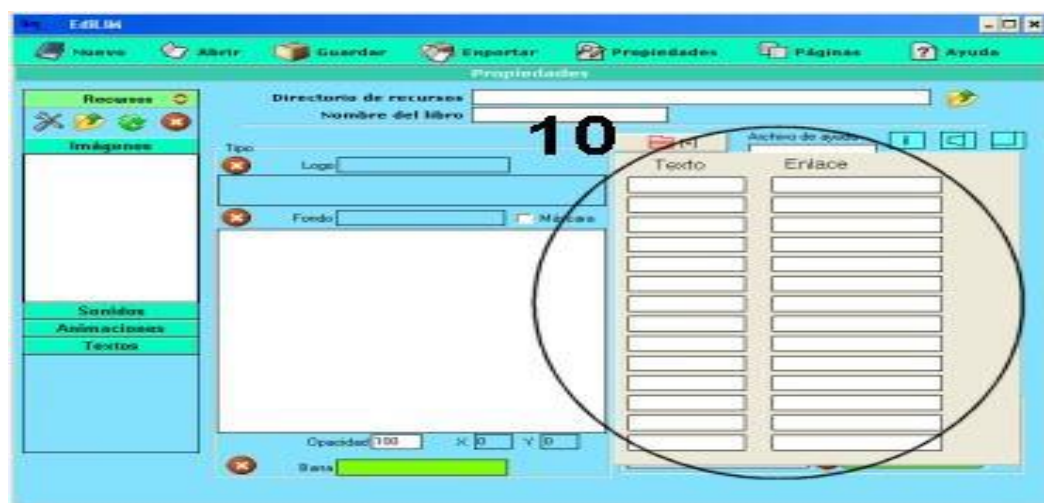 EdiLim
Nuevo Abrir Guardar Exportar Propiedades Páginas Ayuda
Propiedades
Recursos
Directorio de recursos
Nombre del libro
10
Imágenes
Tipo
Archivo de ayuda
Logo
Texto Enlace
Fondo Máscara
Sonidos
Animaciones
Textos
Opacidad 100 X 0 Y 0
Barra